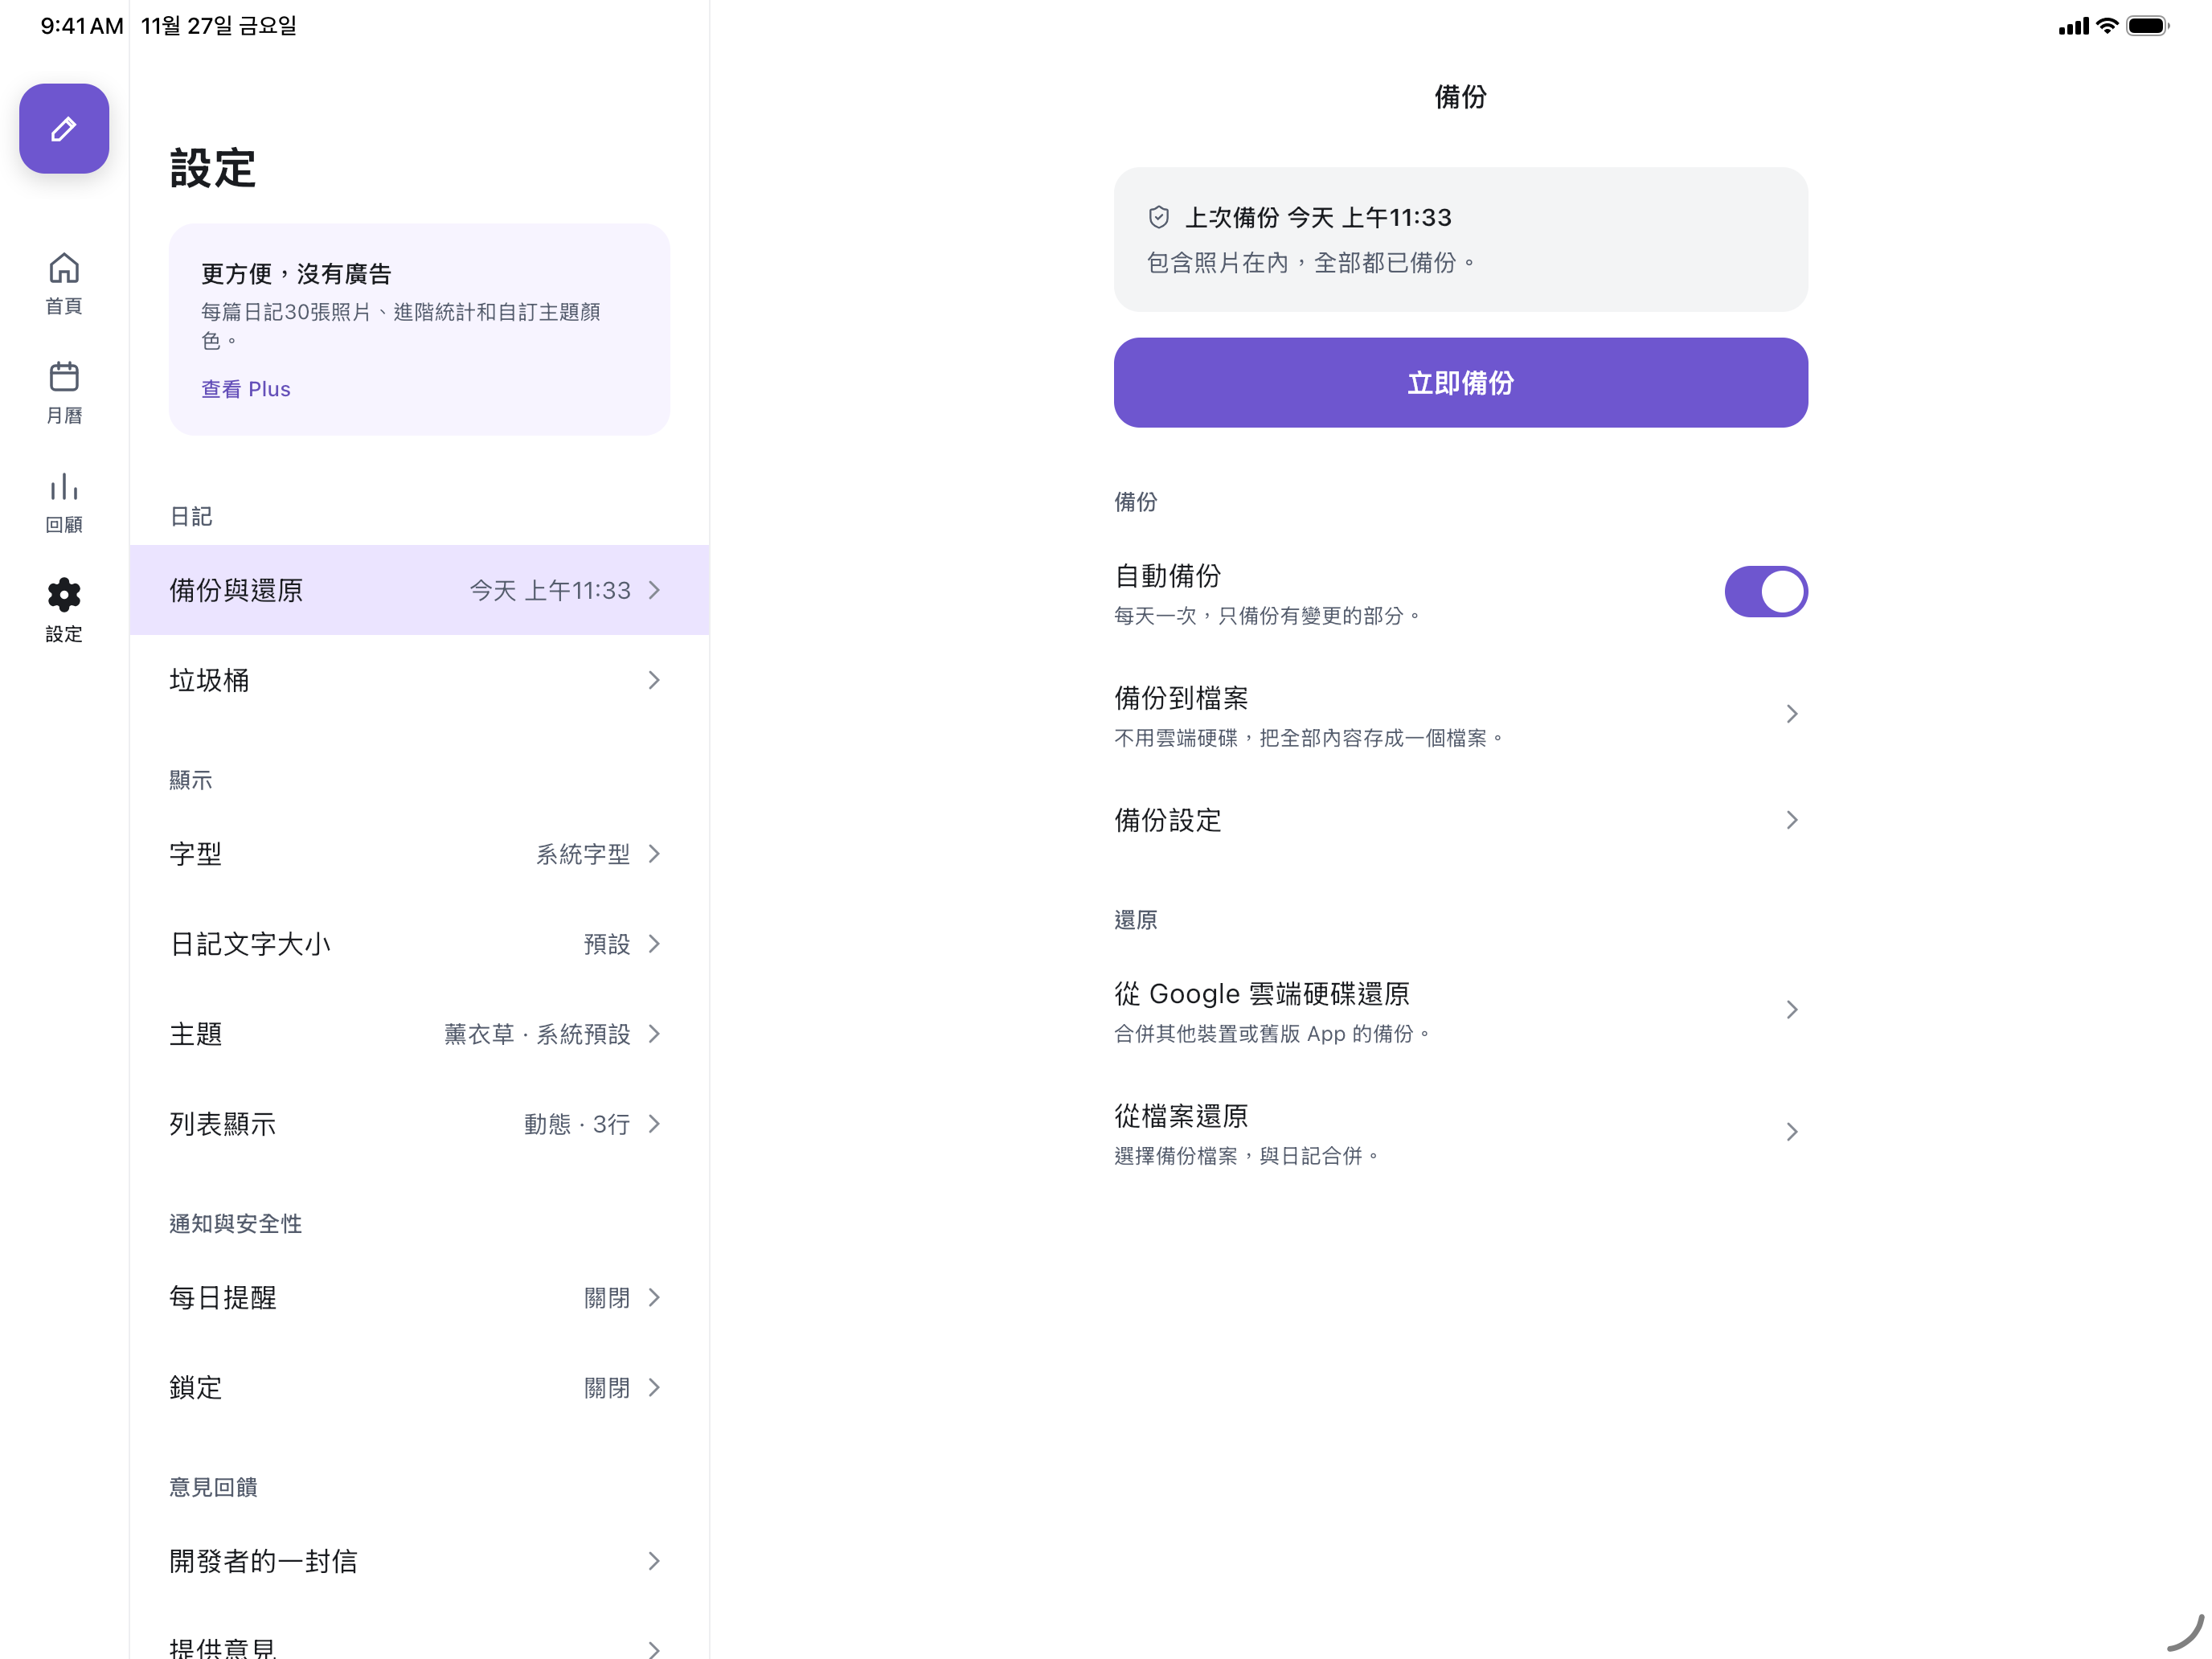 9:41 AM 11월 27일 금요일
首頁
月曆
回顧
設定
設定
更方便，沒有廣告
每篇日記30張照片、進階統計和自訂主題顏
色。
查看 Plus
日記
備份與還原 今天 上午11:33
垃圾桶
顯示
字型 系統字型
日記文字大小 預設
主題 薰衣草 · 系統預設
列表顯示 動態 · 3行
通知與安全性
每日提醒 關閉
鎖定 關閉
意見回饋
開發者的一封信
提供意見
備份
上次備份 今天 上午11:33
包含照片在內，全部都已備份。
立即備份
備份
自動備份
每天一次，只備份有變更的部分。
備份到檔案
不用雲端硬碟，把全部內容存成一個檔案。
備份設定
還原
從 Google 雲端硬碟還原
合併其他裝置或舊版 App 的備份。
從檔案還原
選擇備份檔案，與日記合併。